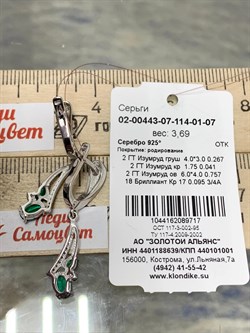 Серьги
02-00443-07-114-01-07
вес: 3,69
Серебро 925°
ОТК
Покрытие: родирование
2 ГТ Изумруд груш 4.0*3.0 0.267
2 ГТ Изумруд кр 1.75 0.041
2 ГТ Изумруд ов 6.0*4.0 0.757
18 Бриллиант Кр 17 0.095 3/4А
1044162089717
ОСТ 117-3-002-95
ТУ 117-4.2099-2002
АО "ЗОЛОТОЙ АЛЬЯНС"
ИНН 4401188639/КПП 440101001
156000, Кострома, ул.Льняная,7а
(4942) 41-55-42
www.klondike.su
Леди
Самоцвет
Леди
Самоцвет